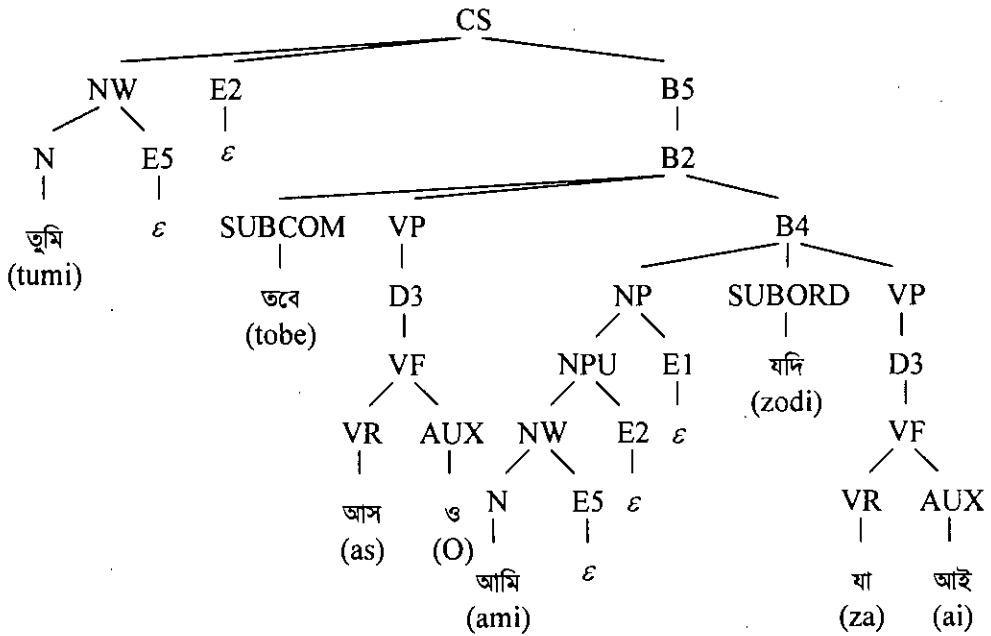 CS
NW E2 B5
N E5 ε B2
তুমি ε SUBCOM VP B4
(tumi)
তবে D3 NP SUBORD VP
(tobe)
VF NPU E1 যদি D3
(zodi)
VR AUX NW E2 ε VF
আস ও N E5 ε VR AUX
(as) (O)
আমি ε যা আই
(ami) (za) (ai)